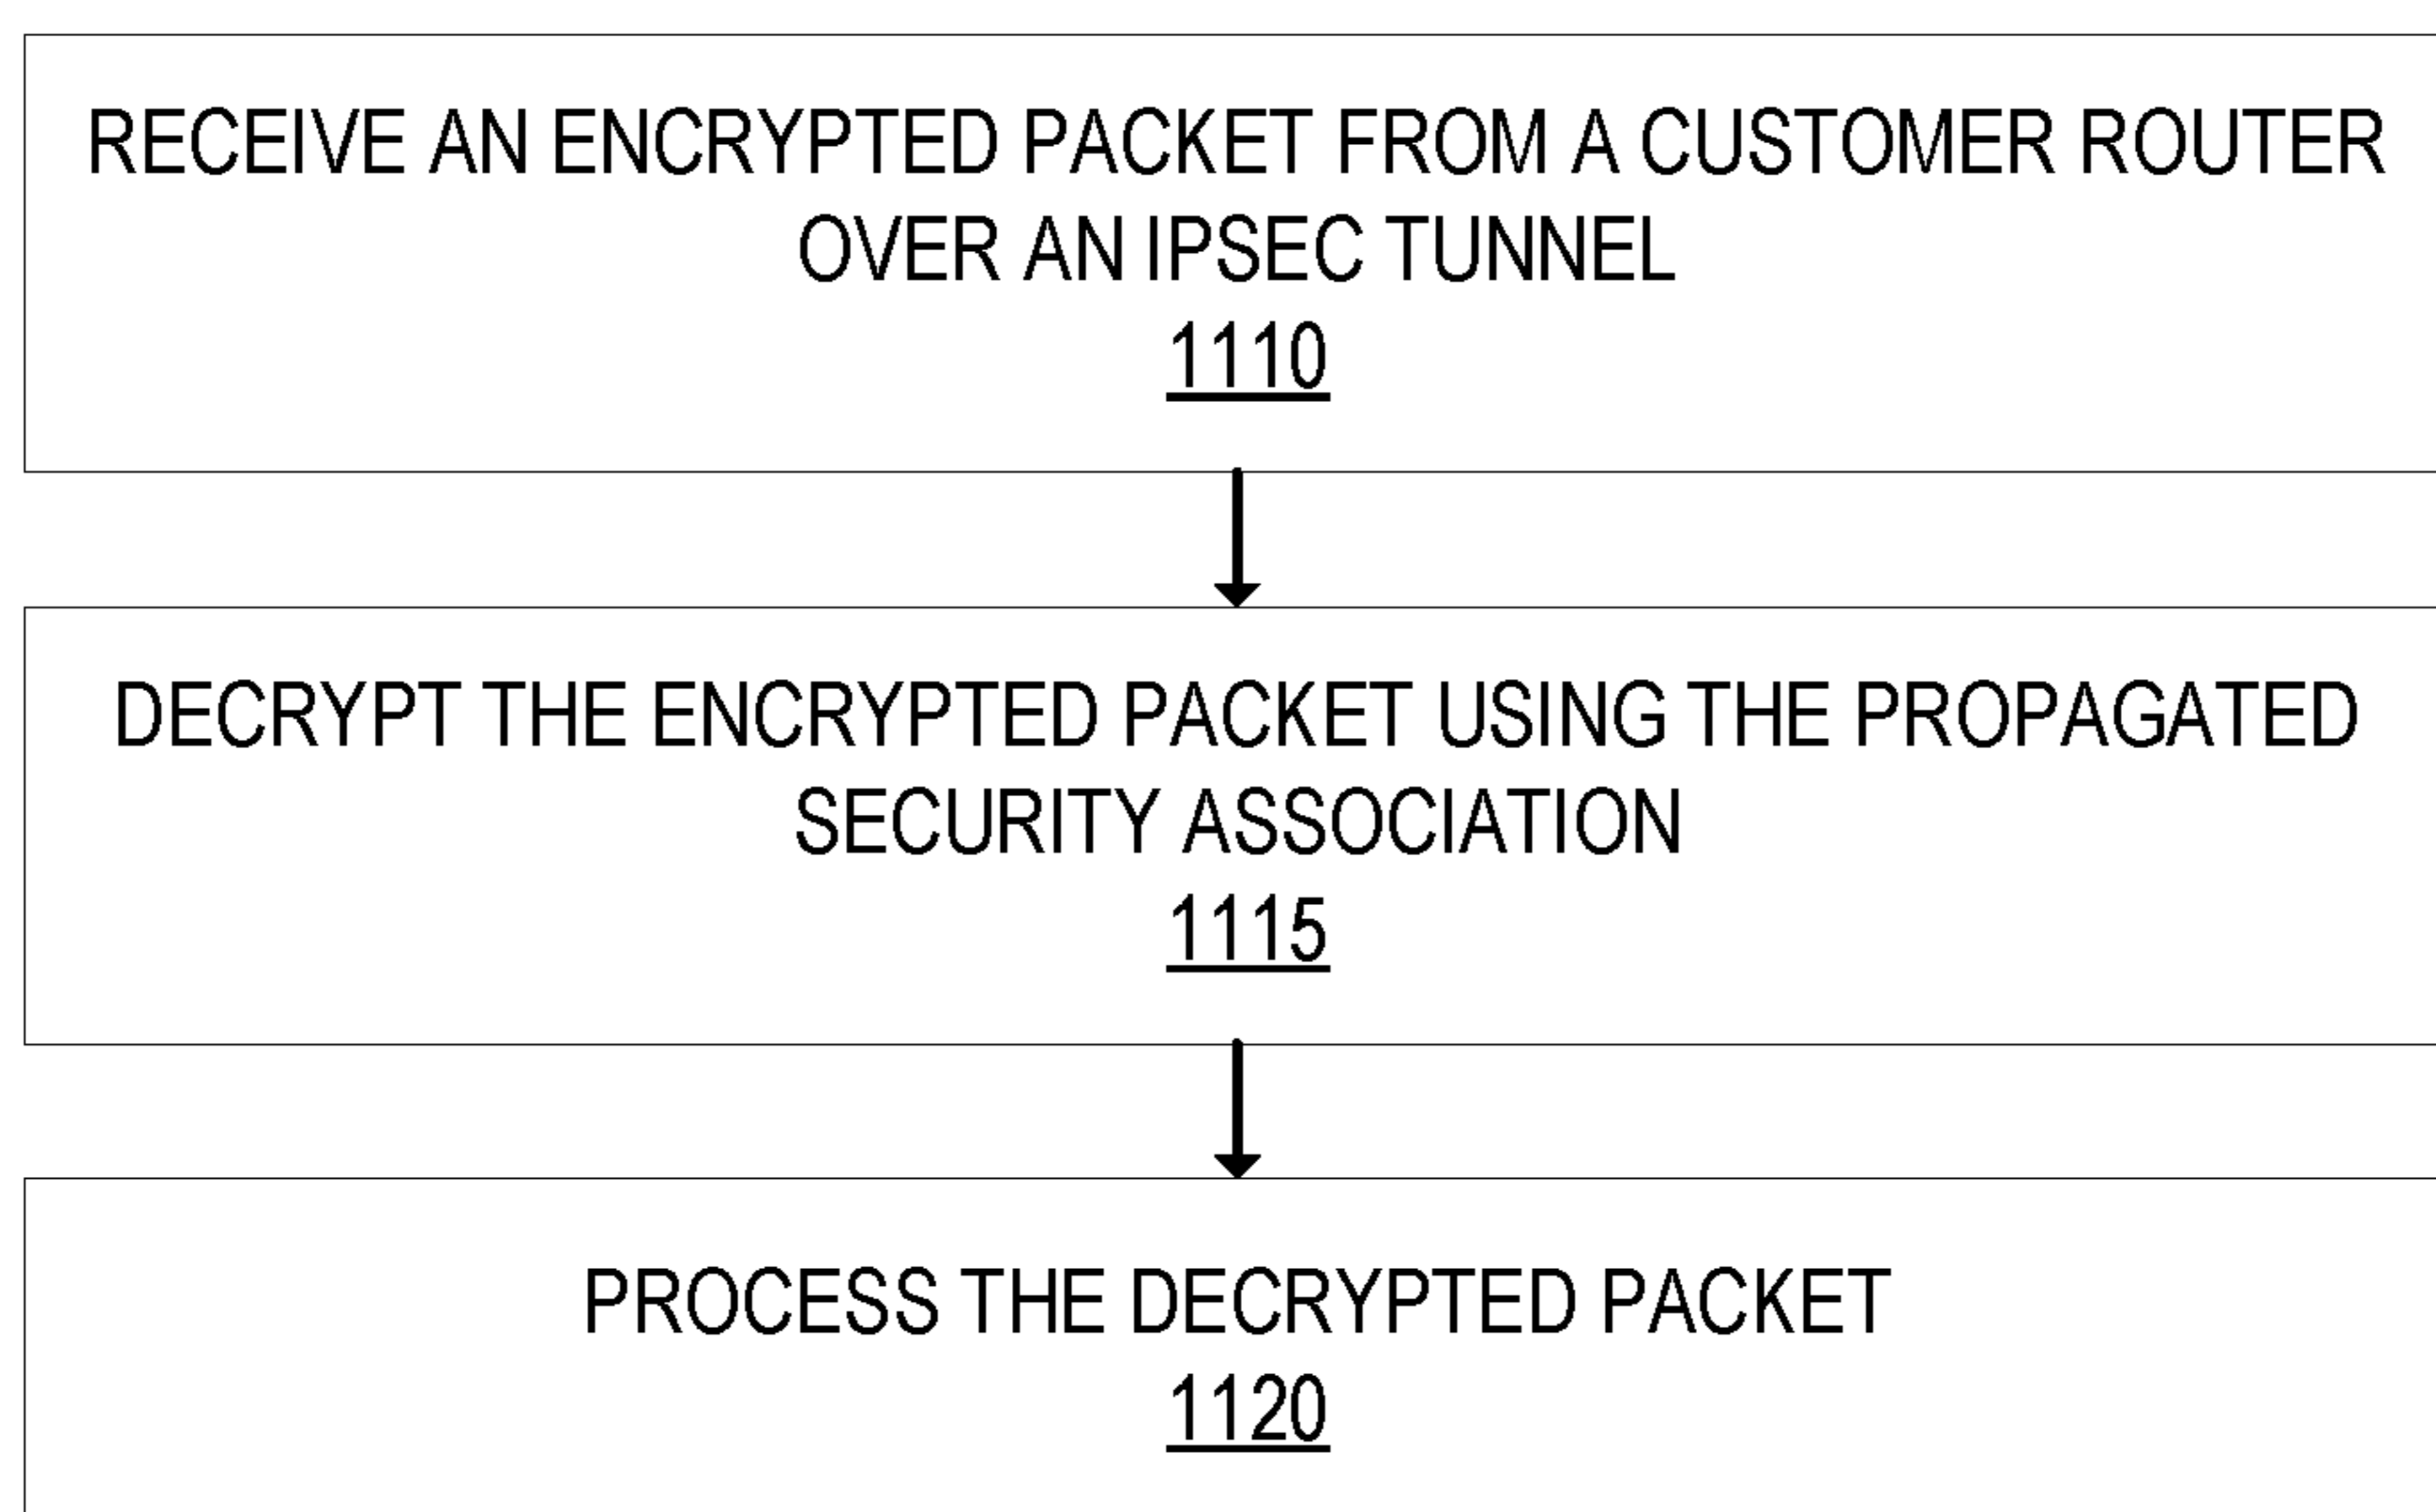 RECEIVE AN ENCRYPTED PACKET FROM A CUSTOMER ROUTER
OVER AN IPSEC TUNNEL
1110
DECRYPT THE ENCRYPTED PACKET USING THE PROPAGATED
SECURITY ASSOCIATION
1115
PROCESS THE DECRYPTED PACKET
1120